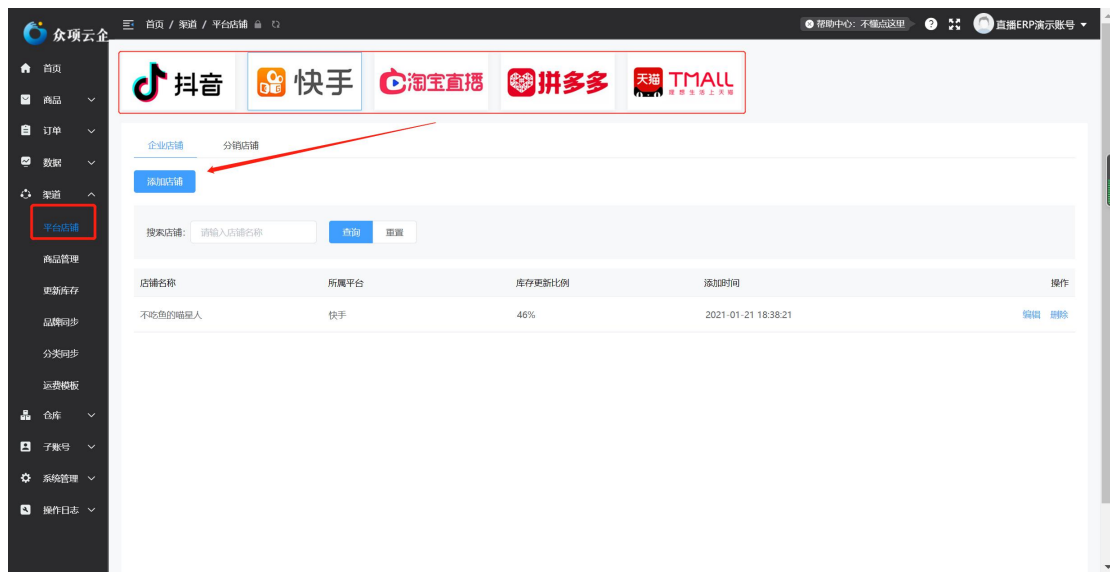 众项云企
首页 / 渠道 / 平台店铺
帮助中心：不懂点这里
直播ERP演示账号
首页
商品
订单
数据
渠道
平台店铺
商品管理
更新库存
品牌同步
分类同步
运费模板
仓库
子账号
系统管理
操作日志
抖音
快手
淘宝直播
拼多多
天猫 TMALL
理想生活上天猫
企业店铺 分销店铺
添加店铺
搜索店铺： 请输入店铺名称 查询 重置
店铺名称 所属平台 库存更新比例 添加时间 操作
不吃鱼的喵星人 快手 46% 2021-01-21 18:38:21 编辑 删除